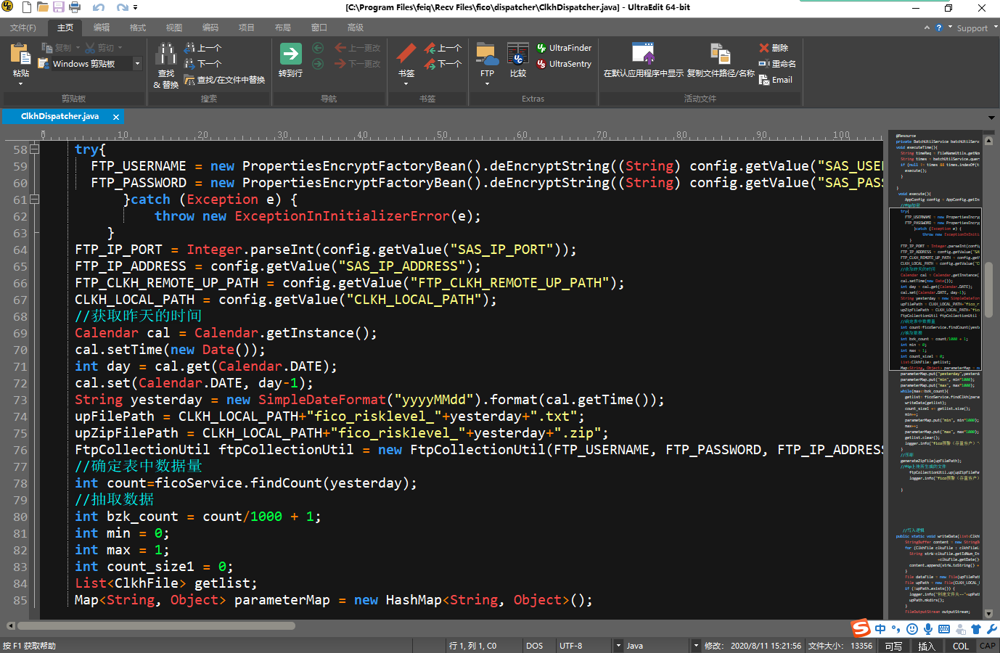 [C:\Program Files\feiq\Recv Files\fico\dispatcher\ClkhDispatcher.java] - UltraEdit 64-bit
文件(F) 主页 编辑 格式 视图 编码 项目 布局 窗口 高级 Support
粘贴 复制 剪切 Windows 剪贴板 剪贴板
查找 & 替换 上一个 下一个 查找/在文件中替换 搜索
转到行 上一更改 下一更改 导航
书签 上一个 下一个 书签
FTP 比较 UltraFinder UltraSentry Extras
在默认应用程序中显示 复制文件路径/名称 删除 重命名 Email 活动文件
ClkhDispatcher.java
0 10 20 30 40 50 60 70 80 90 100
58 try{
59 FTP_USERNAME = new PropertiesEncryptFactoryBean().deEncryptString((String) config.getValue("SAS_USER
60 FTP_PASSWORD = new PropertiesEncryptFactoryBean().deEncryptString((String) config.getValue("SAS_PAS
61 }catch (Exception e) {
62 throw new ExceptionInInitializerError(e);
63 }
64 FTP_IP_PORT = Integer.parseInt(config.getValue("SAS_IP_PORT"));
65 FTP_IP_ADDRESS = config.getValue("SAS_IP_ADDRESS");
66 FTP_CLKH_REMOTE_UP_PATH = config.getValue("FTP_CLKH_REMOTE_UP_PATH");
67 CLKH_LOCAL_PATH = config.getValue("CLKH_LOCAL_PATH");
68 //获取昨天的时间
69 Calendar cal = Calendar.getInstance();
70 cal.setTime(new Date());
71 int day = cal.get(Calendar.DATE);
72 cal.set(Calendar.DATE, day-1);
73 String yesterday = new SimpleDateFormat("yyyyMMdd").format(cal.getTime());
74 upFilePath = CLKH_LOCAL_PATH+"fico_risklevel_"+yesterday+".txt";
75 upZipFilePath = CLKH_LOCAL_PATH+"fico_risklevel_"+yesterday+".zip";
76 FtpCollectionUtil ftpCollectionUtil = new FtpCollectionUtil(FTP_USERNAME, FTP_PASSWORD, FTP_IP_ADDRESS
77 //确定表中数据量
78 int count=ficoService.findCount(yesterday);
79 //抽取数据
80 int bzk_count = count/1000 + 1;
81 int min = 0;
82 int max = 1;
83 int count_size1 = 0;
84 List<ClkhFile> getlist;
85 Map<String, Object> parameterMap = new HashMap<String, Object>();
中
按 F1 获取帮助 行 1, 列 1, C0 DOS UTF-8 Java 修改: 2020/8/11 15:21:56 文件大小: 13356 可写 插入 COL CAP